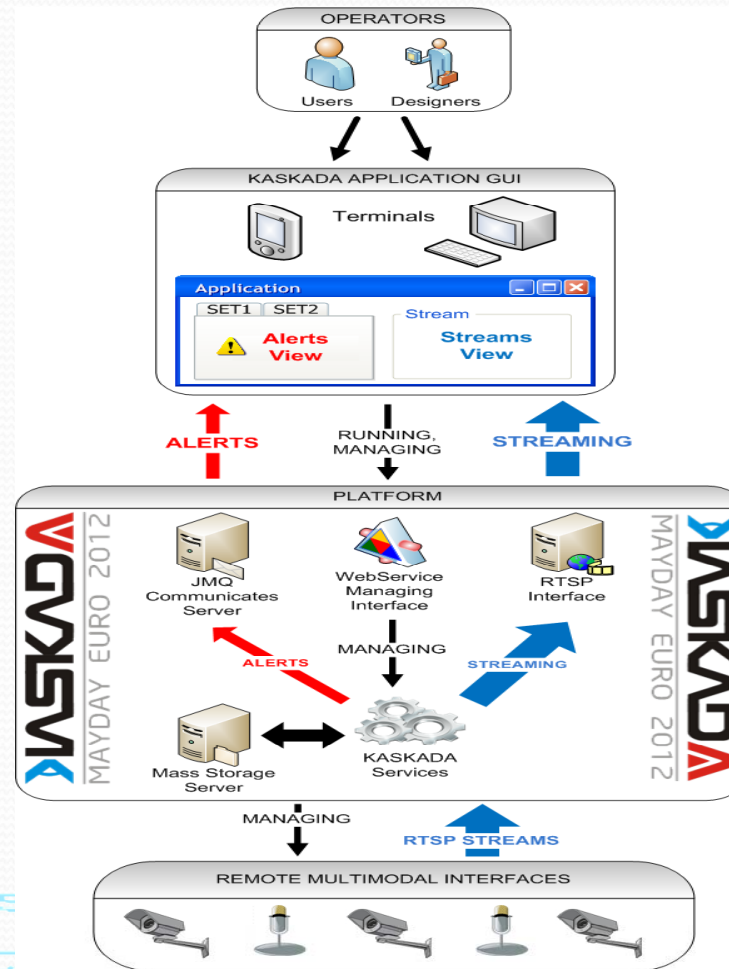 OPERATORS
Users Designers
KASKADA APPLICATION GUI
Terminals
Application
SET1 SET2
Stream
Alerts
View
Streams
View
ALERTS
RUNNING,
MANAGING
STREAMING
PLATFORM
KASKADA
MAYDAY EURO 2012
JMQ
Communicates
Server
WebService
Managing
Interface
RTSP
Interface
MAYDAY EURO 2012
KASKADA
MANAGING
ALERTS
STREAMING
Mass Storage
Server
KASKADA
Services
MANAGING
RTSP STREAMS
REMOTE MULTIMODAL INTERFACES